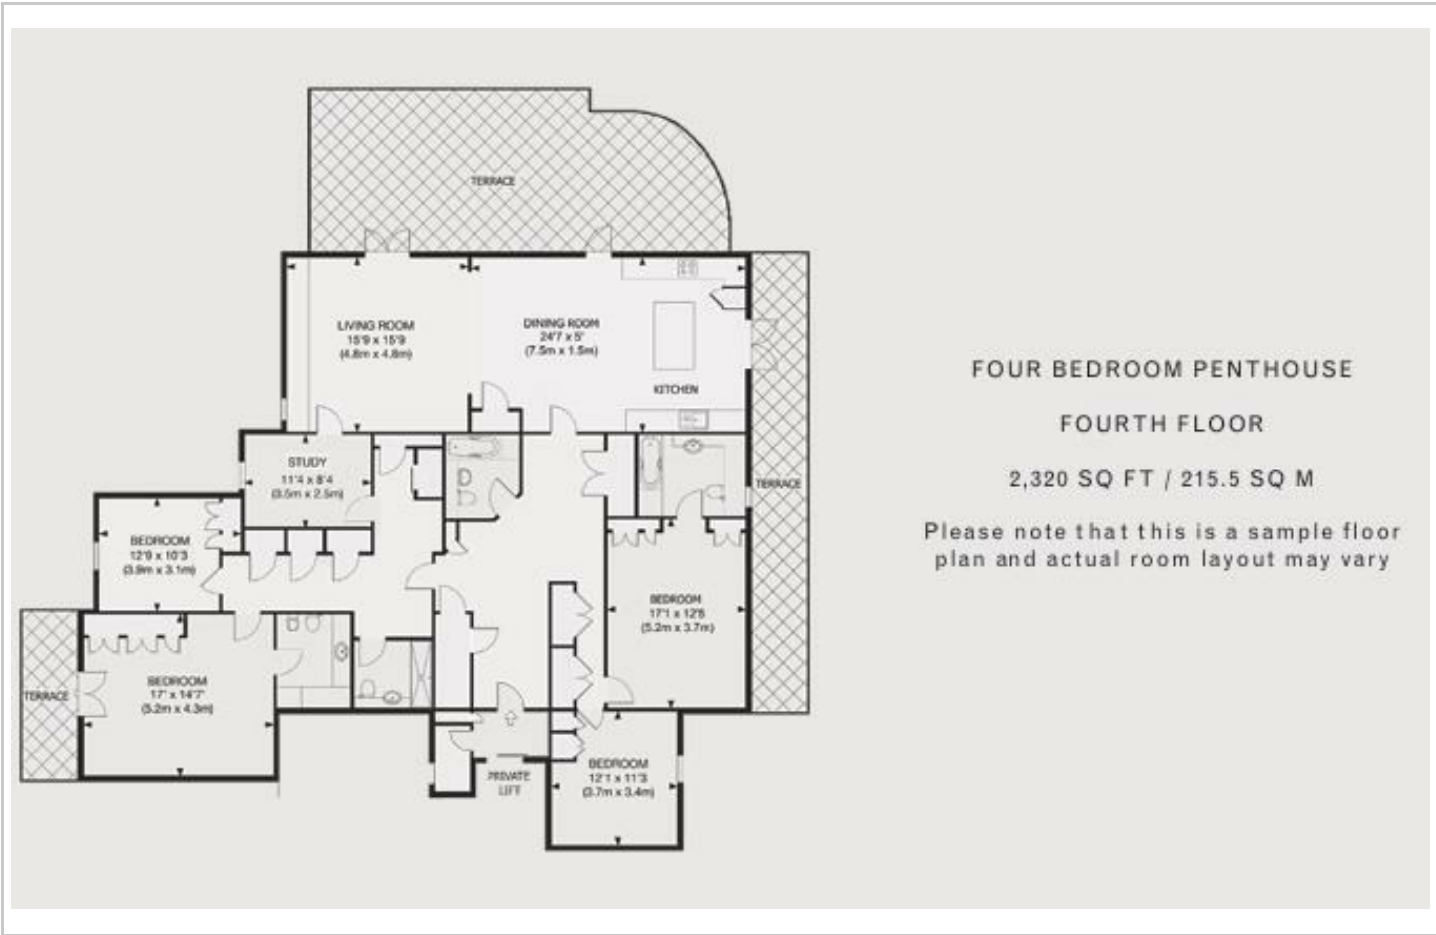 TERRACE
LIVING ROOM
15'9 x 15'9
(4.8m x 4.8m)
DINING ROOM
24'7 x 5'
(7.5m x 1.5m)
KITCHEN
STUDY
11'4 x 8'4
(3.5m x 2.5m)
TERRACE
BEDROOM
12'9 x 10'3
(3.9m x 3.1m)
BEDROOM
17'1 x 12'8
(5.2m x 3.7m)
TERRACE
BEDROOM
17' x 14'7'
(5.2m x 4.3m)
BEDROOM
12'1 x 11'3
(3.7m x 3.4m)
PRIVATE
LIFT
FOUR BEDROOM PENTHOUSE
FOURTH FLOOR
2,320 SQ FT / 215.5 SQ M
Please note that this is a sample floor
plan and actual room layout may vary